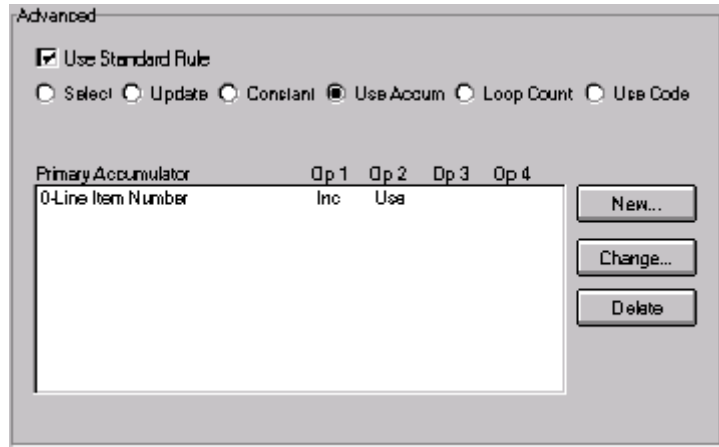 Advanced
Use Standard Rule
Select Update Constant Use Accum Loop Count Use Code
Primary Accumulator Op 1 Op 2 Op 3 Op 4
0-Line Item Number Inc Use
New...
Change...
Delete